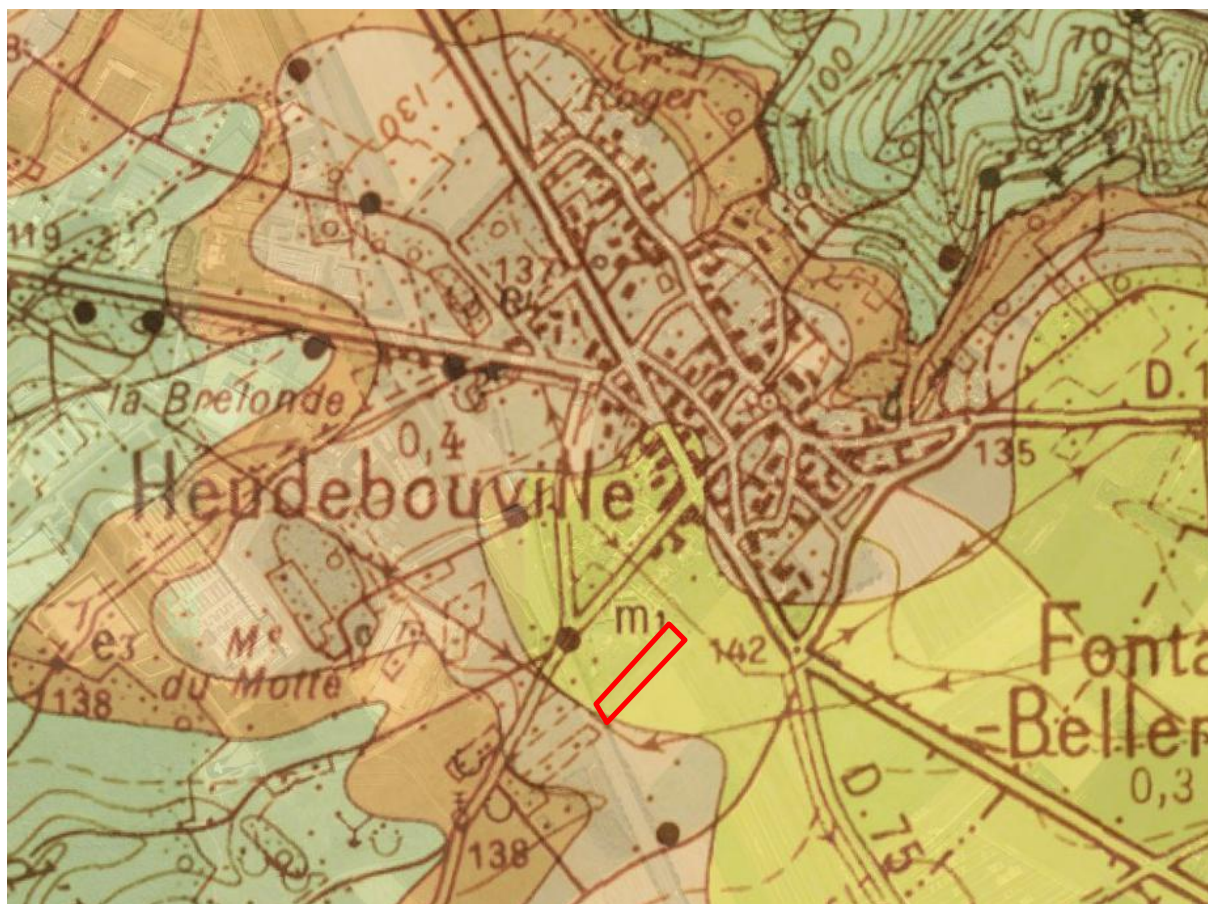 70
Cr.
Roger
100
130
119
137
la Bretonde
0,4
D.1
135
Heudebouville
m1
e3
Mt
du Motte
142
Fonta
-Beller
138
0,3
D.75
138